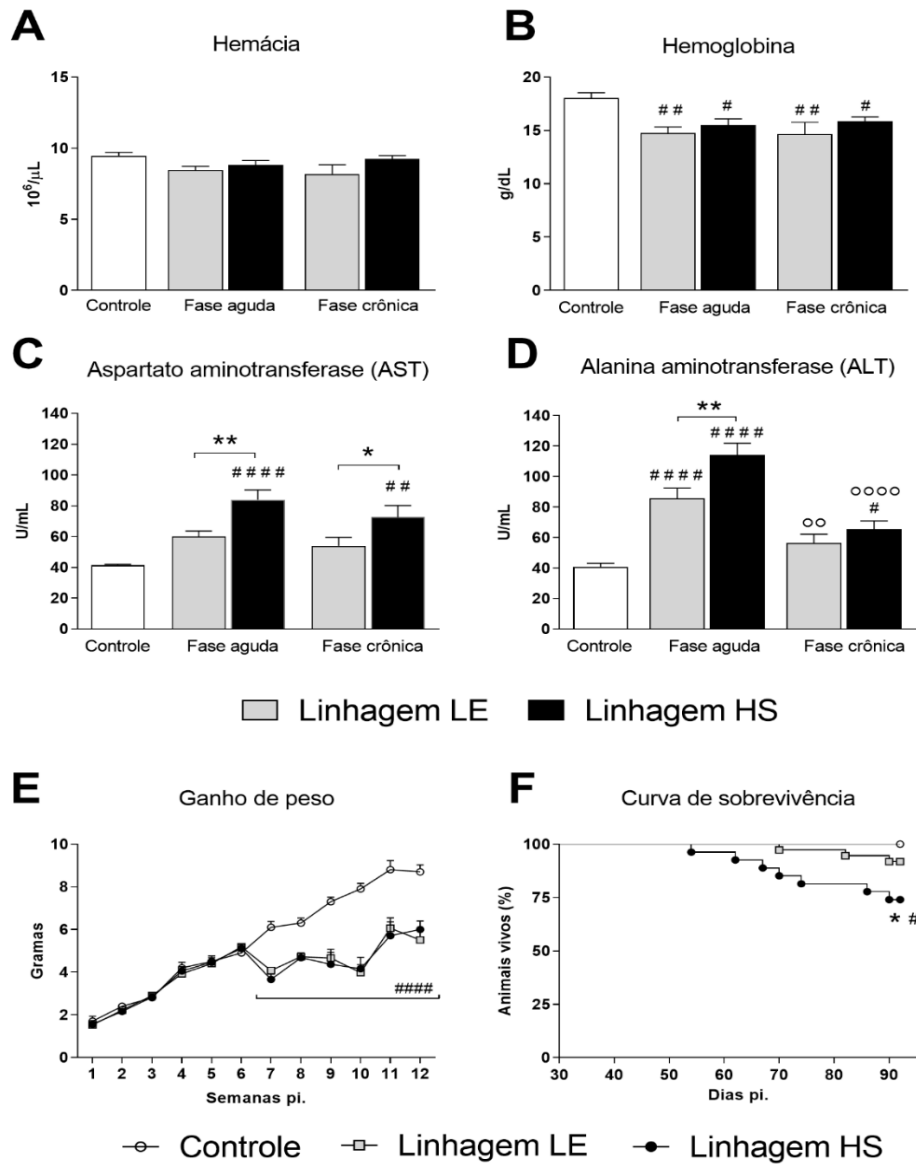 A
Hemácia
15
10
5
0
10⁶/µL
Controle Fase aguda Fase crônica
B
Hemoglobina
20
15
10
5
0
g/dL
## # ## #
Controle Fase aguda Fase crônica
C
Aspartato aminotransferase (AST)
140
120
100
80
60
40
20
0
U/mL
** *
#### ##
Controle Fase aguda Fase crônica
D
Alanina aminotransferase (ALT)
140
120
100
80
60
40
20
0
U/mL
**
#### #### oo oooo
#
Controle Fase aguda Fase crônica
Linhagem LE Linhagem HS
E
Ganho de peso
10
8
6
4
2
0
Gramas
####
1 2 3 4 5 6 7 8 9 10 11 12
Semanas pi.
F
Curva de sobrevivência
100
75
50
25
0
Animais vivos (%)
* #
30 40 50 60 70 80 90
Dias pi.
Controle Linhagem LE Linhagem HS